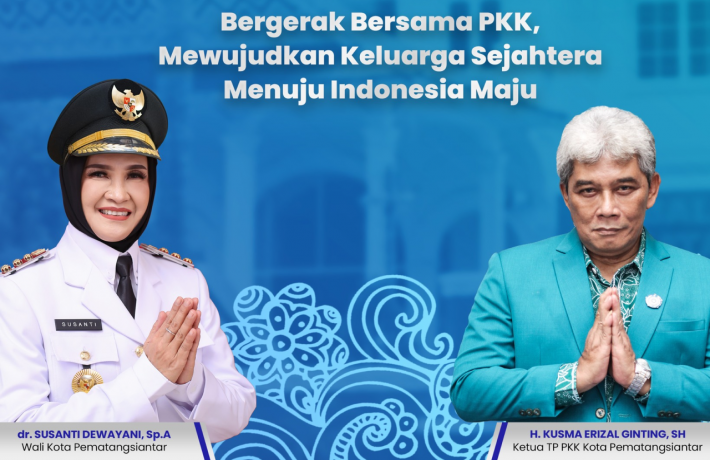 Bergerak Bersama PKK,
Mewujudkan Keluarga Sejahtera
Menuju Indonesia Maju
SUSANTI
dr. SUSANTI DEWAYANI, Sp.A
Wali Kota Pematangsiantar
H. KUSMA ERIZAL GINTING, SH
Ketua TP PKK Kota Pematangsiantar